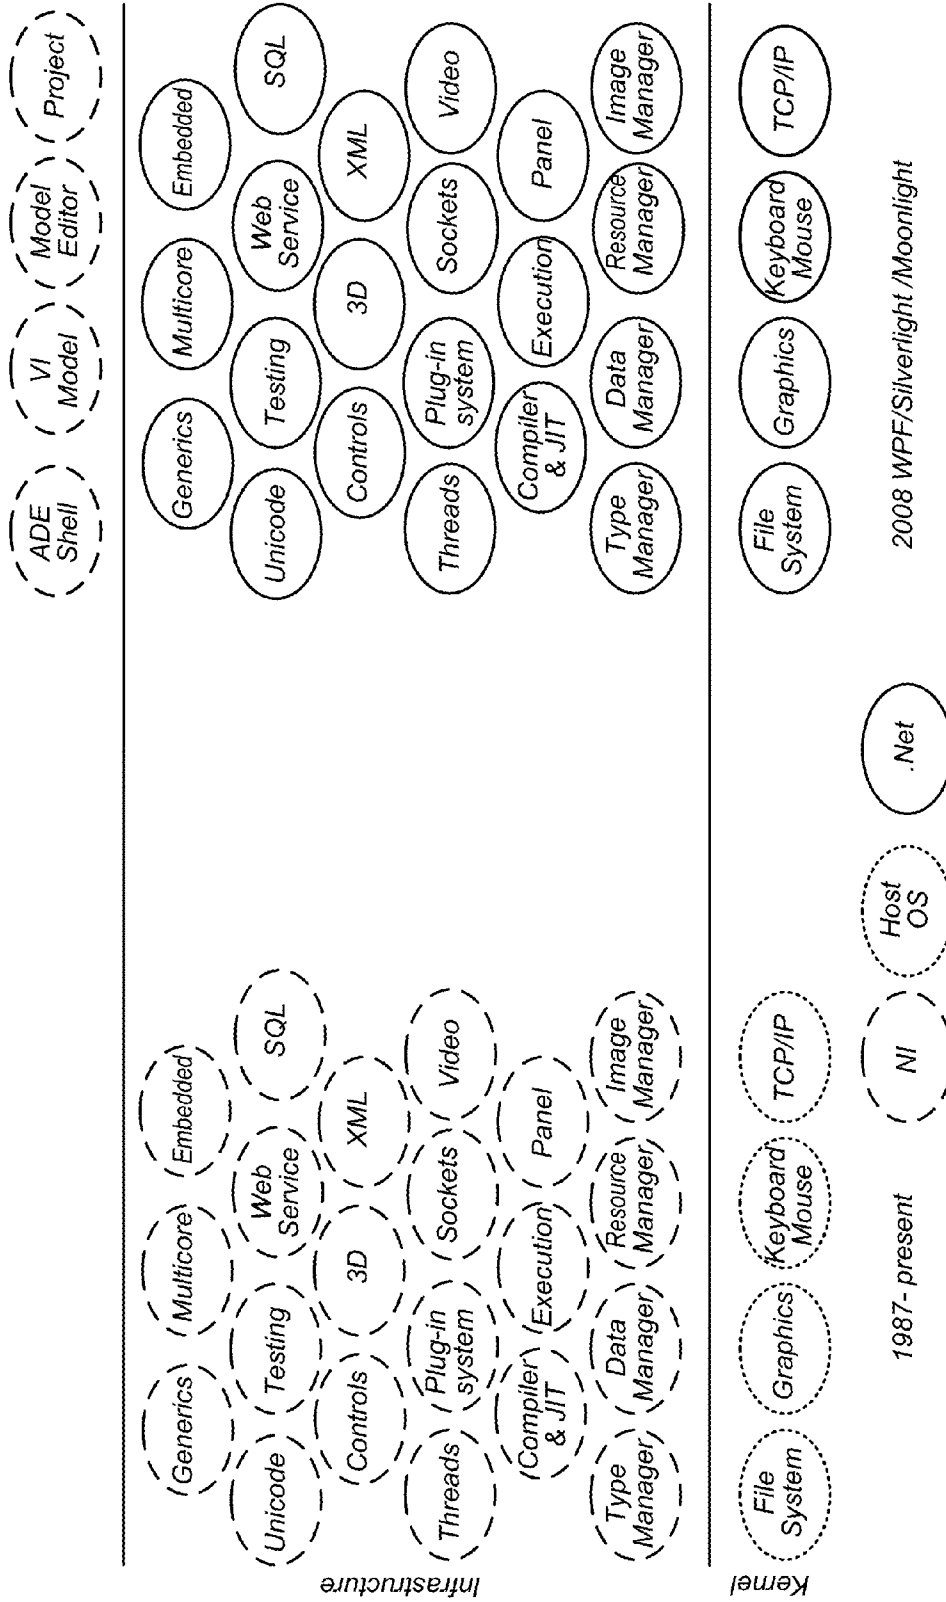 ADE
Shell
VI
Model
Model
Editor
Project
Infrastructure
Generics
Multicore
Embedded
Unicode
Testing
Web
Service
SQL
Controls
3D
XML
Threads
Plug-in
system
Sockets
Video
Compiler
& JIT
Execution
Panel
Type
Manager
Data
Manager
Resource
Manager
Image
Manager
Generics
Multicore
Embedded
Unicode
Testing
Web
Service
SQL
Controls
3D
XML
Threads
Plug-in
system
Sockets
Video
Compiler
& JIT
Execution
Panel
Type
Manager
Data
Manager
Resource
Manager
Image
Manager
Kernel
File
System
Graphics
Keyboard
Mouse
TCP/IP
File
System
Graphics
Keyboard
Mouse
TCP/IP
1987- present
NI
Host
OS
.Net
2008 WPF/Silverlight /Moonlight